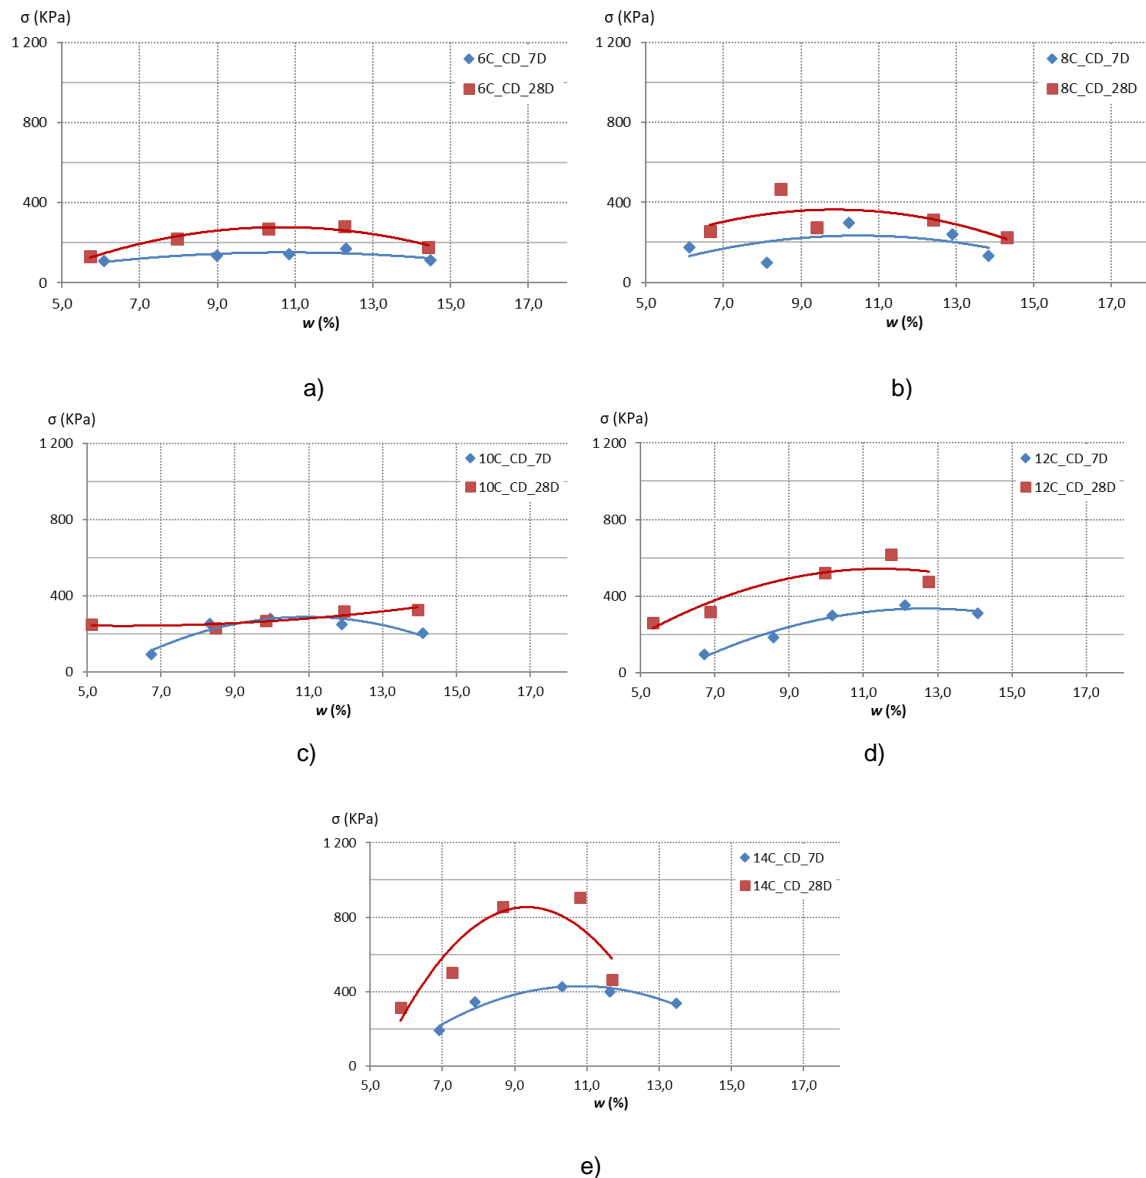 σ (KPa)
1 200
800
400
0
5,0 7,0 9,0 11,0 13,0 15,0 17,0
w (%)
6C_CD_7D
6C_CD_28D
a)
σ (KPa)
1 200
800
400
0
5,0 7,0 9,0 11,0 13,0 15,0 17,0
w (%)
8C_CD_7D
8C_CD_28D
b)
σ (KPa)
1 200
800
400
0
5,0 7,0 9,0 11,0 13,0 15,0 17,0
w (%)
10C_CD_7D
10C_CD_28D
c)
σ (KPa)
1 200
800
400
0
5,0 7,0 9,0 11,0 13,0 15,0 17,0
w (%)
12C_CD_7D
12C_CD_28D
d)
σ (KPa)
1 200
800
400
0
5,0 7,0 9,0 11,0 13,0 15,0 17,0
w (%)
14C_CD_7D
14C_CD_28D
e)